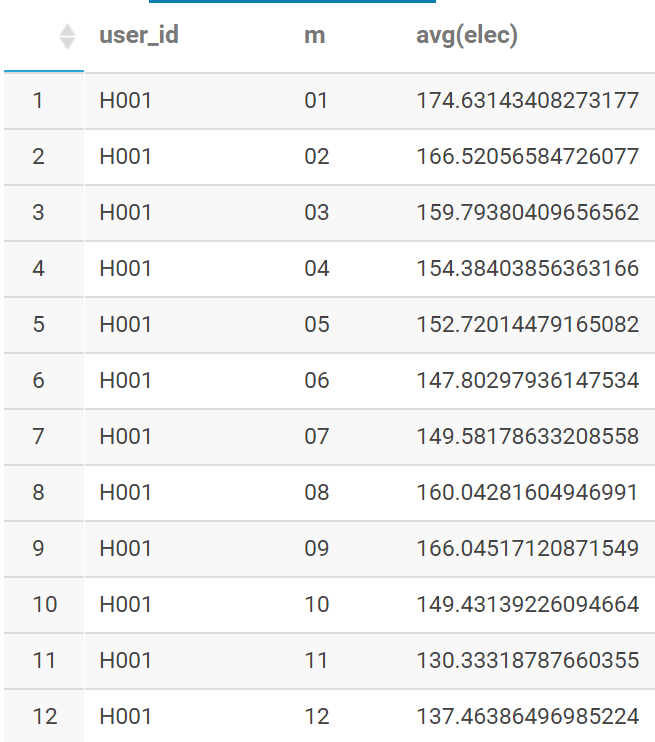 user_id m avg(elec)
1 H001 01 174.63143408273177
2 H001 02 166.52056584726077
3 H001 03 159.79380409656562
4 H001 04 154.38403856363166
5 H001 05 152.72014479165082
6 H001 06 147.80297936147534
7 H001 07 149.58178633208558
8 H001 08 160.04281604946991
9 H001 09 166.04517120871549
10 H001 10 149.43139226094664
11 H001 11 130.33318787660355
12 H001 12 137.46386496985224